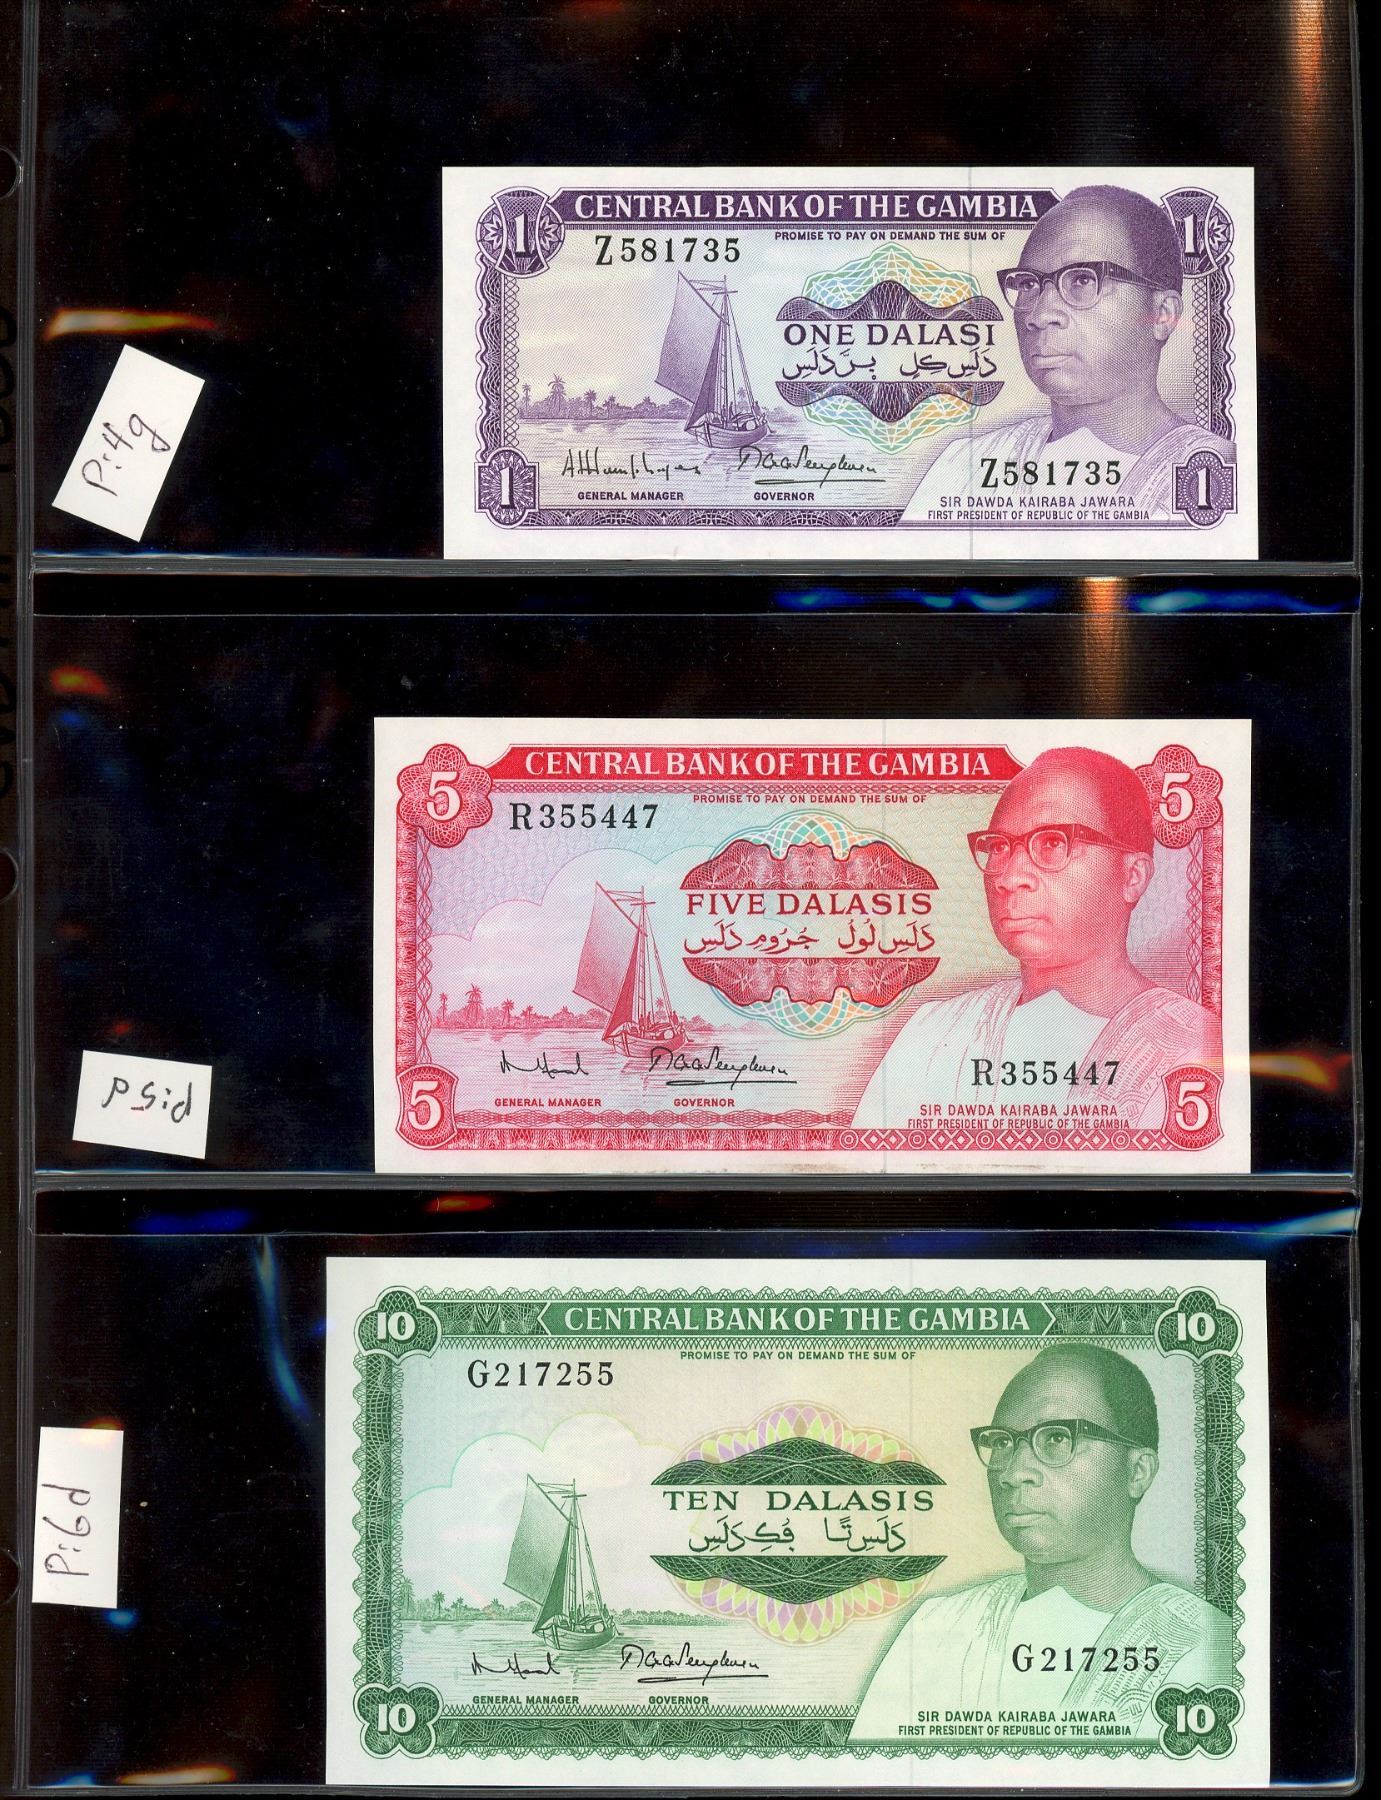 1 CENTRAL BANK OF THE GAMBIA 1
PROMISE TO PAY ON DEMAND THE SUM OF
Z581735
ONE DALASI
دَلَسِ كِلِ بِرَّ دَلَسِ
GENERAL MANAGER GOVERNOR
Z581735
SIR DAWDA KAIRABA JAWARA
FIRST PRESIDENT OF REPUBLIC OF THE GAMBIA
1 1
P:4g
5 CENTRAL BANK OF THE GAMBIA 5
PROMISE TO PAY ON DEMAND THE SUM OF
R355447
FIVE DALASIS
دَلَسِ لُولُ جُرُومِ دَلَسِ
GENERAL MANAGER GOVERNOR
R355447
SIR DAWDA KAIRABA JAWARA
FIRST PRESIDENT OF REPUBLIC OF THE GAMBIA
5 5
P:5d
10 CENTRAL BANK OF THE GAMBIA 10
PROMISE TO PAY ON DEMAND THE SUM OF
G217255
TEN DALASIS
دَلَسِ تًا فُكِ دَلَسِ
GENERAL MANAGER GOVERNOR
G217255
SIR DAWDA KAIRABA JAWARA
FIRST PRESIDENT OF REPUBLIC OF THE GAMBIA
10 10
P:6d